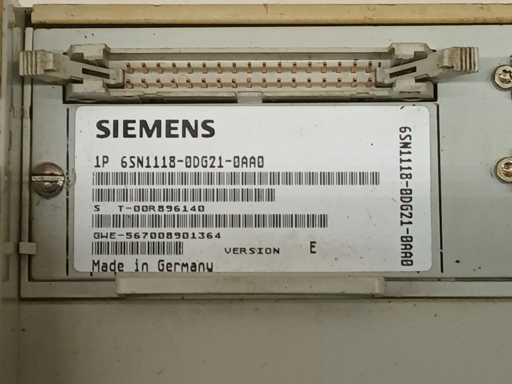 SIEMENS
1P 6SN1118-0DG21-0AA0
S T-00R896140
GWE-567008901364
VERSION E
Made in Germany
6SN1118-0DG21-0AA0